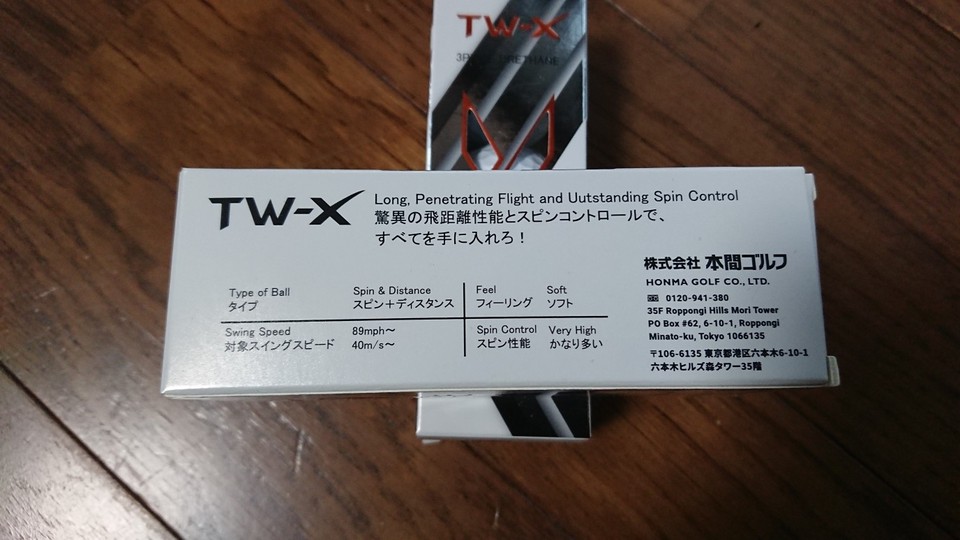 TW-X
TW-X
Long, Penetrating Flight and Uutstanding Spin Control
驚異の飛距離性能とスピンコントロールで、
すべてを手に入れろ！
Type of Ball
タイプ
Spin & Distance
スピン＋ディスタンス
Feel
フィーリング
Soft
ソフト
Swing Speed
対象スイングスピード
89mph～
40m/s～
Spin Control
スピン性能
Very High
かなり多い
株式会社 本間ゴルフ
HONMA GOLF CO., LTD.
0120-941-380
35F Roppongi Hills Mori Tower
PO Box #62, 6-10-1, Roppongi
Minato-ku, Tokyo 1066135
〒106-6135 東京都港区六本木6-10-1
六本木ヒルズ森タワー35階